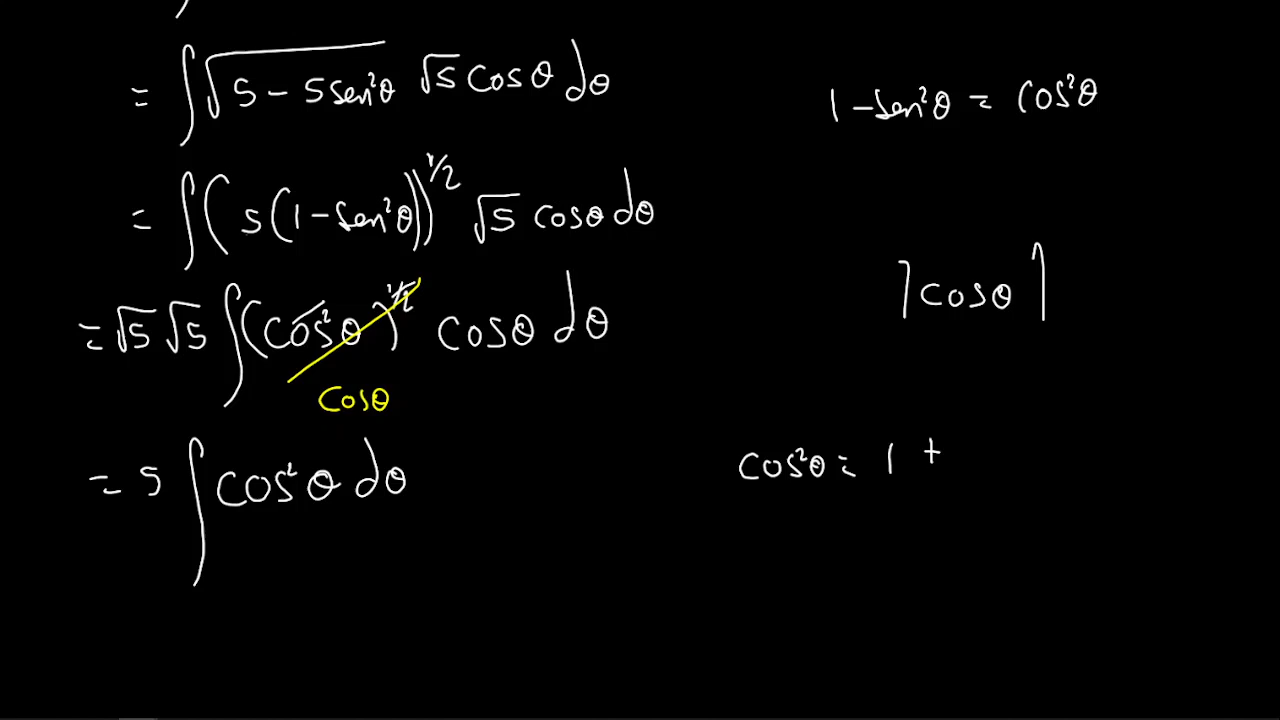 = ∫ √(5 - 5sen²θ) √5 cosθ dθ
1 - sen²θ = cos²θ
= ∫ (5(1 - sen²θ))^1/2 √5 cosθ dθ
|cosθ|
= √5 √5 ∫ (cos²θ)^1/2 cosθ dθ
cosθ
= 5 ∫ cos²θ dθ
cos²θ = 1 +